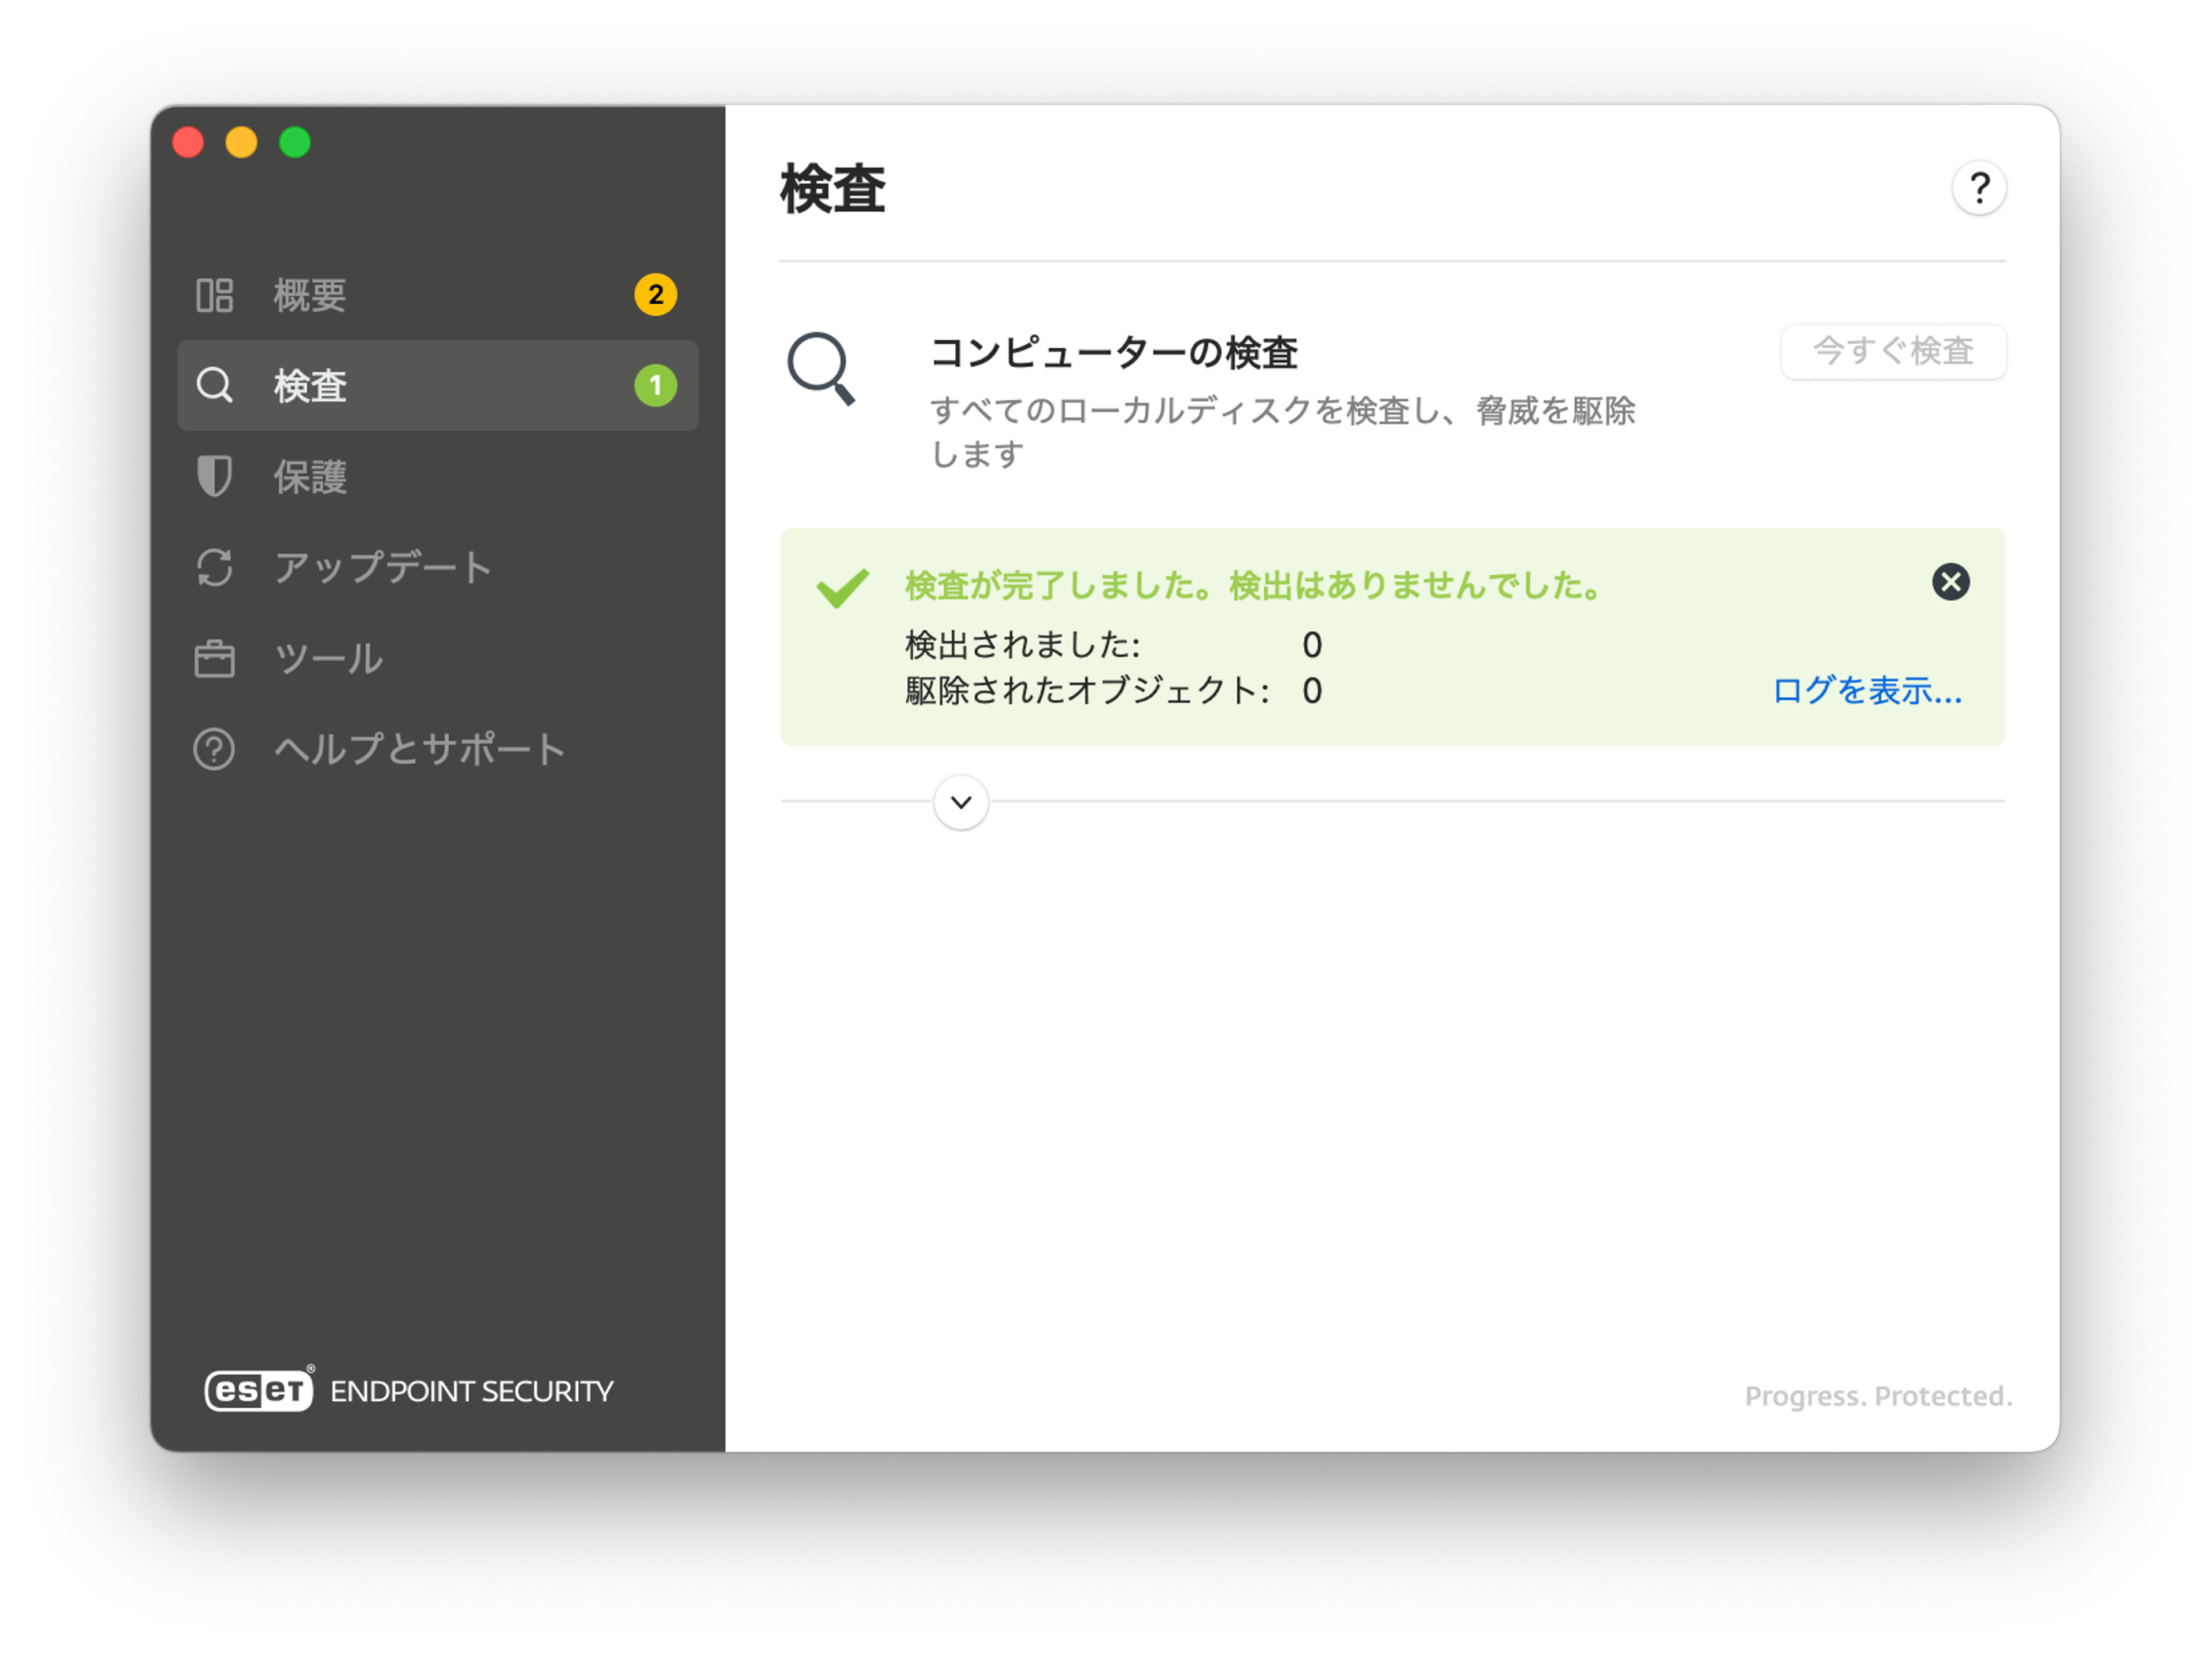 概要 2
検査 1
保護
アップデート
ツール
ヘルプとサポート
eset® ENDPOINT SECURITY
検査
?
コンピューターの検査
今すぐ検査
すべてのローカルディスクを検査し、脅威を駆除
します
検査が完了しました。検出はありませんでした。
検出されました: 0
駆除されたオブジェクト: 0
ログを表示...
Progress. Protected.